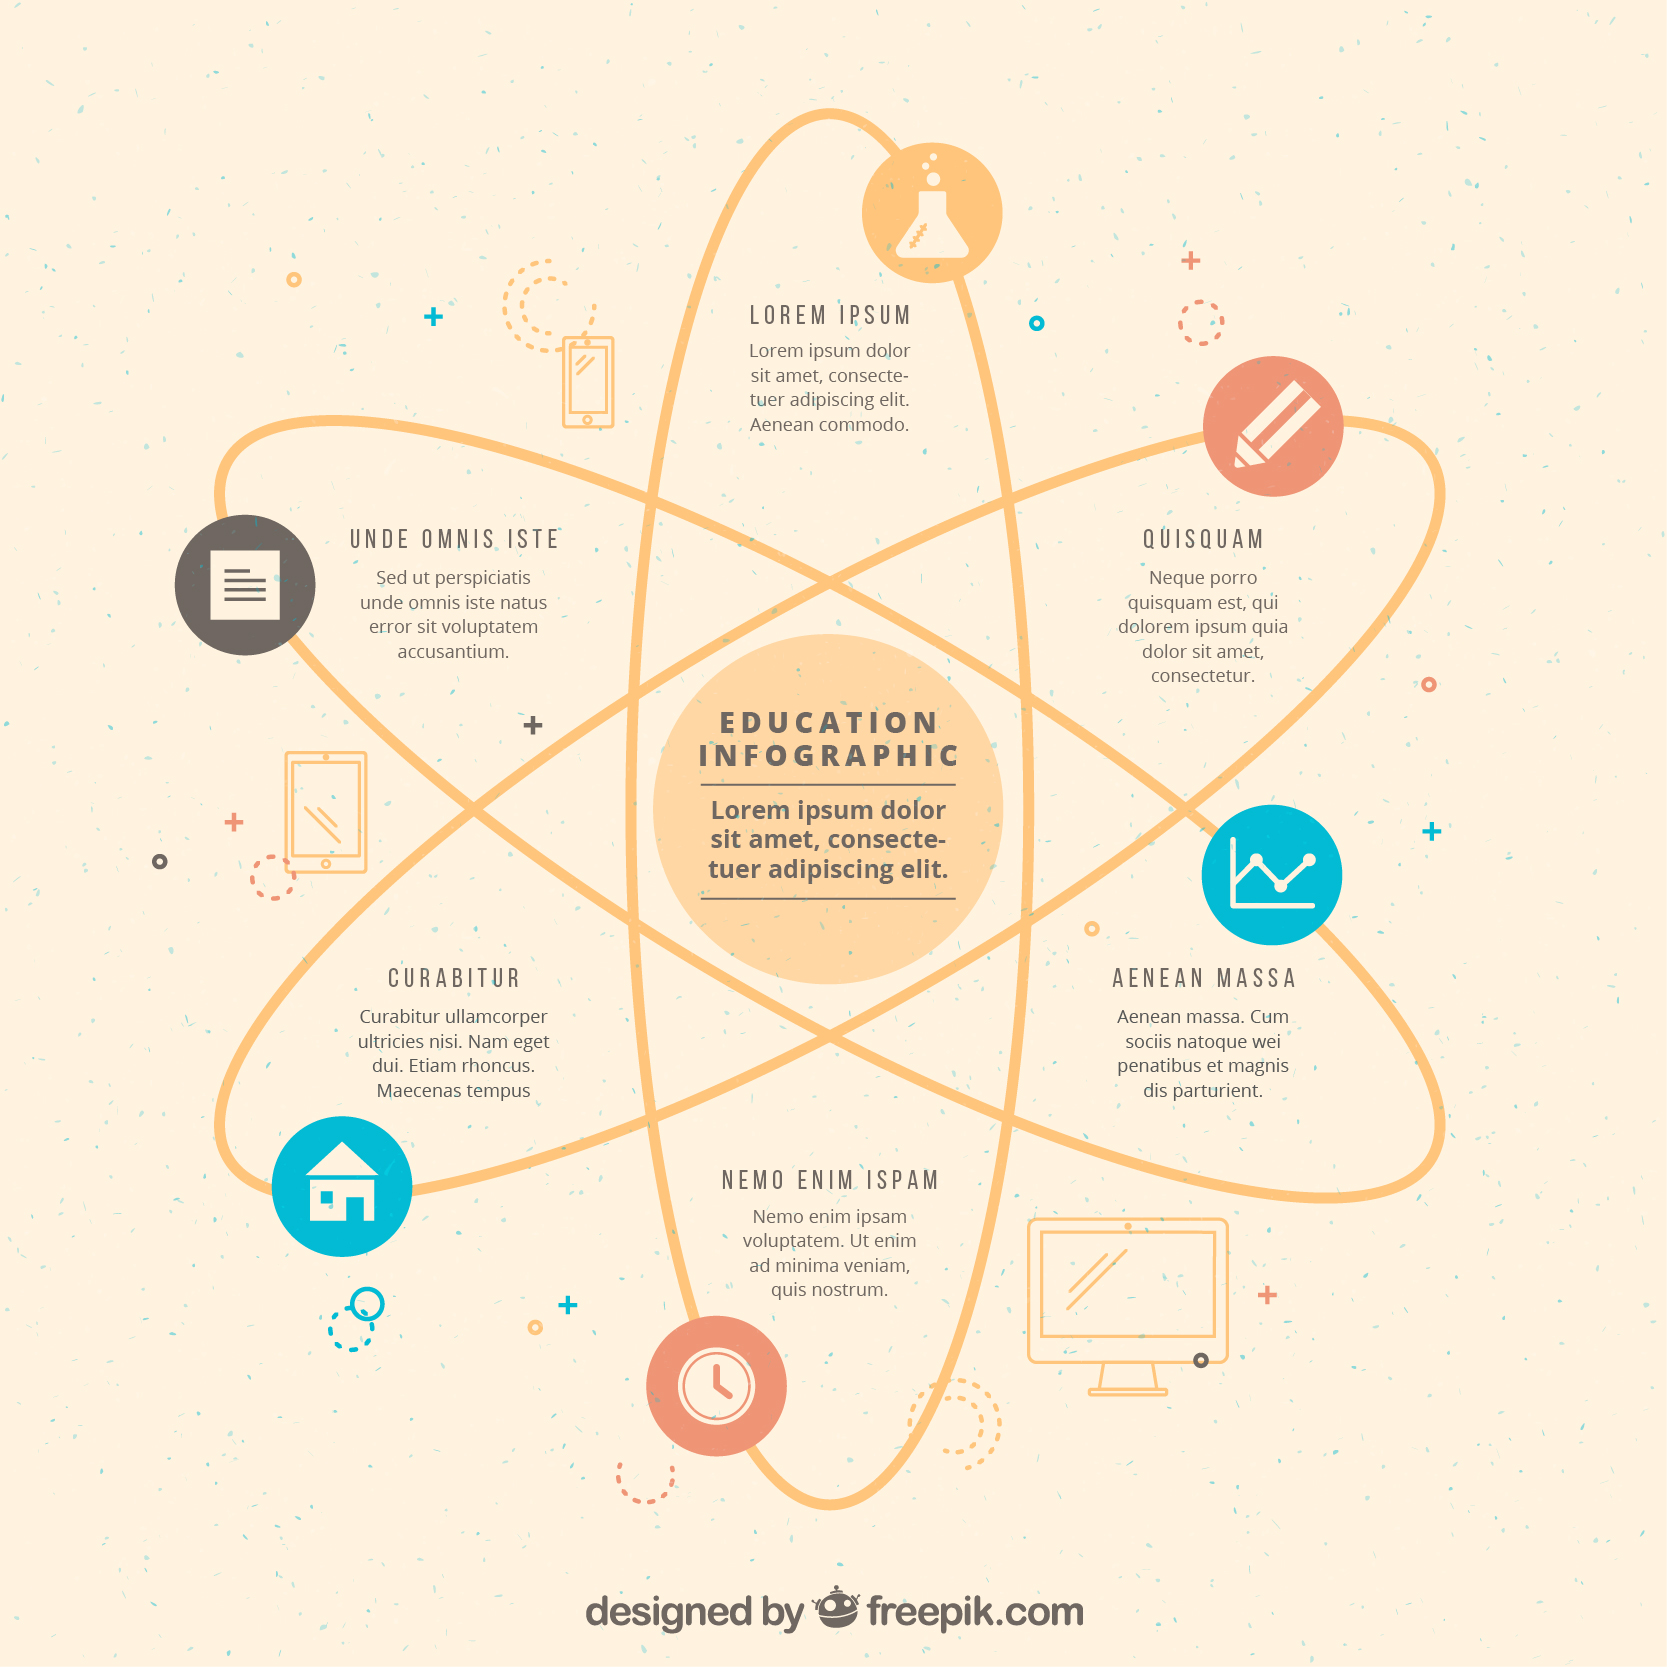 LOREM IPSUM
Lorem ipsum dolor
sit amet, consecte-
tuer adipiscing elit.
Aenean commodo.
UNDE OMNIS ISTE
Sed ut perspiciatis
unde omnis iste natus
error sit voluptatem
accusantium.
QUISQUAM
Neque porro
quisquam est, qui
dolorem ipsum quia
dolor sit amet,
consectetur.
EDUCATION
INFOGRAPHIC
Lorem ipsum dolor
sit amet, consecte-
tuer adipiscing elit.
CURABITUR
Curabitur ullamcorper
ultricies nisi. Nam eget
dui. Etiam rhoncus.
Maecenas tempus
AENEAN MASSA
Aenean massa. Cum
sociis natoque wei
penatibus et magnis
dis parturient.
NEMO ENIM ISPAM
Nemo enim ipsam
voluptatem. Ut enim
ad minima veniam,
quis nostrum.
designed by freepik.com